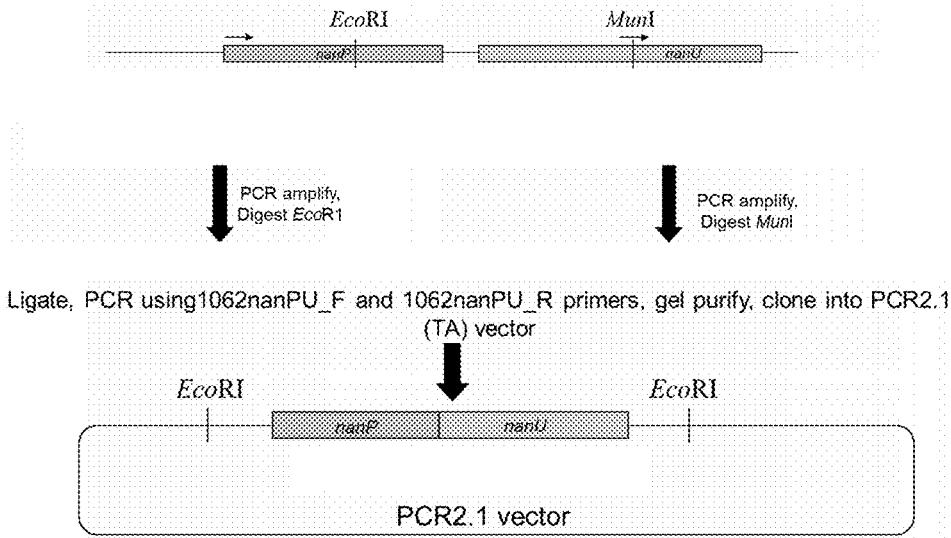 EcoRI MunI
nanP nanU
PCR amplify,
Digest EcoR1
PCR amplify,
Digest MunI
Ligate, PCR using1062nanPU_F and 1062nanPU_R primers, gel purify, clone into PCR2.1
(TA) vector
EcoRI EcoRI
nanP nanU
PCR2.1 vector